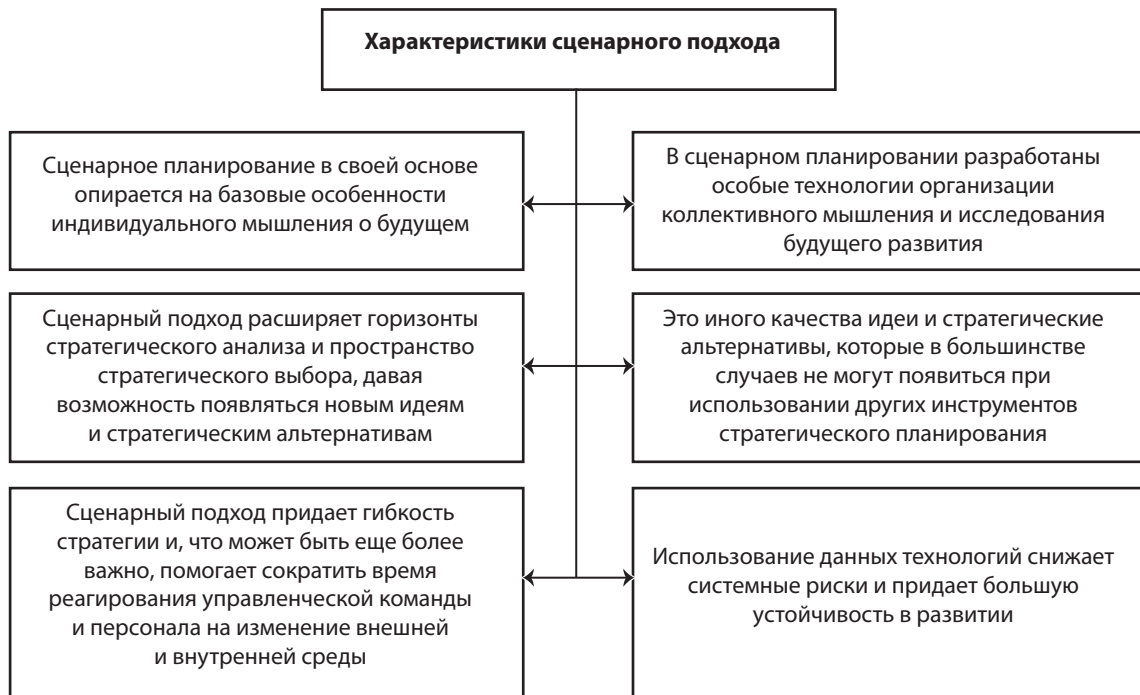 Характеристики сценарного подхода
Сценарное планирование в своей основе
опирается на базовые особенности
индивидуального мышления о будущем
В сценарном планировании разработаны
особые технологии организации
коллективного мышления и исследования
будущего развития
Сценарный подход расширяет горизонты
стратегического анализа и пространство
стратегического выбора, давая
возможность появляться новым идеям
и стратегическим альтернативам
Это иного качества идеи и стратегические
альтернативы, которые в большинстве
случаев не могут появиться при
использовании других инструментов
стратегического планирования
Сценарный подход придает гибкость
стратегии и, что может быть еще более
важно, помогает сократить время
реагирования управленческой команды
и персонала на изменение внешней
и внутренней среды
Использование данных технологий снижает
системные риски и придает большую
устойчивость в развитии